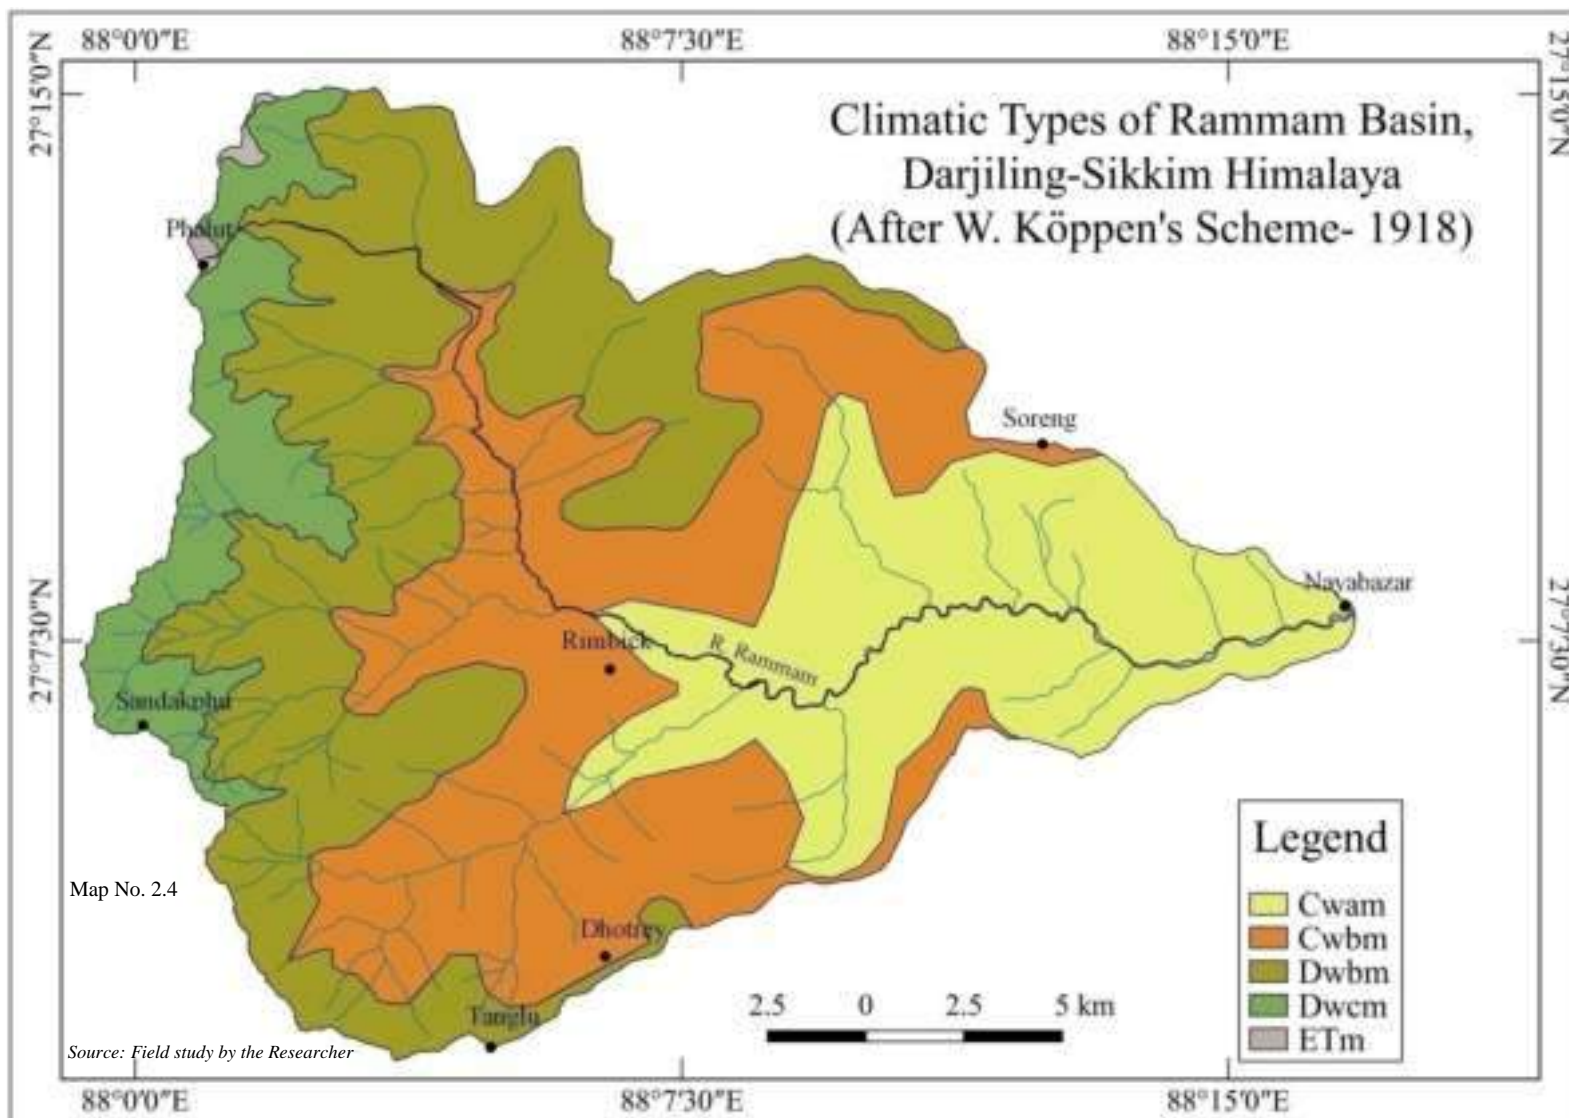 88°0'0"E
88°7'30"E
88°15'0"E
27°15'0"N
27°15'0"N
Climatic Types of Rammam Basin,
Darjiling-Sikkim Himalaya
(After W. Köppen's Scheme- 1918)
Phalut
Soreng
Nayabazar
27°7'30"N
27°7'30"N
Rimbick
R. Rammam
Sandakphu
Legend
Cwam
Cwbm
Dwbm
Dwcm
ETm
Map No. 2.4
Dhotrey
2.5 0 2.5 5 km
Tanglu
Source: Field study by the Researcher
88°0'0"E
88°7'30"E
88°15'0"E